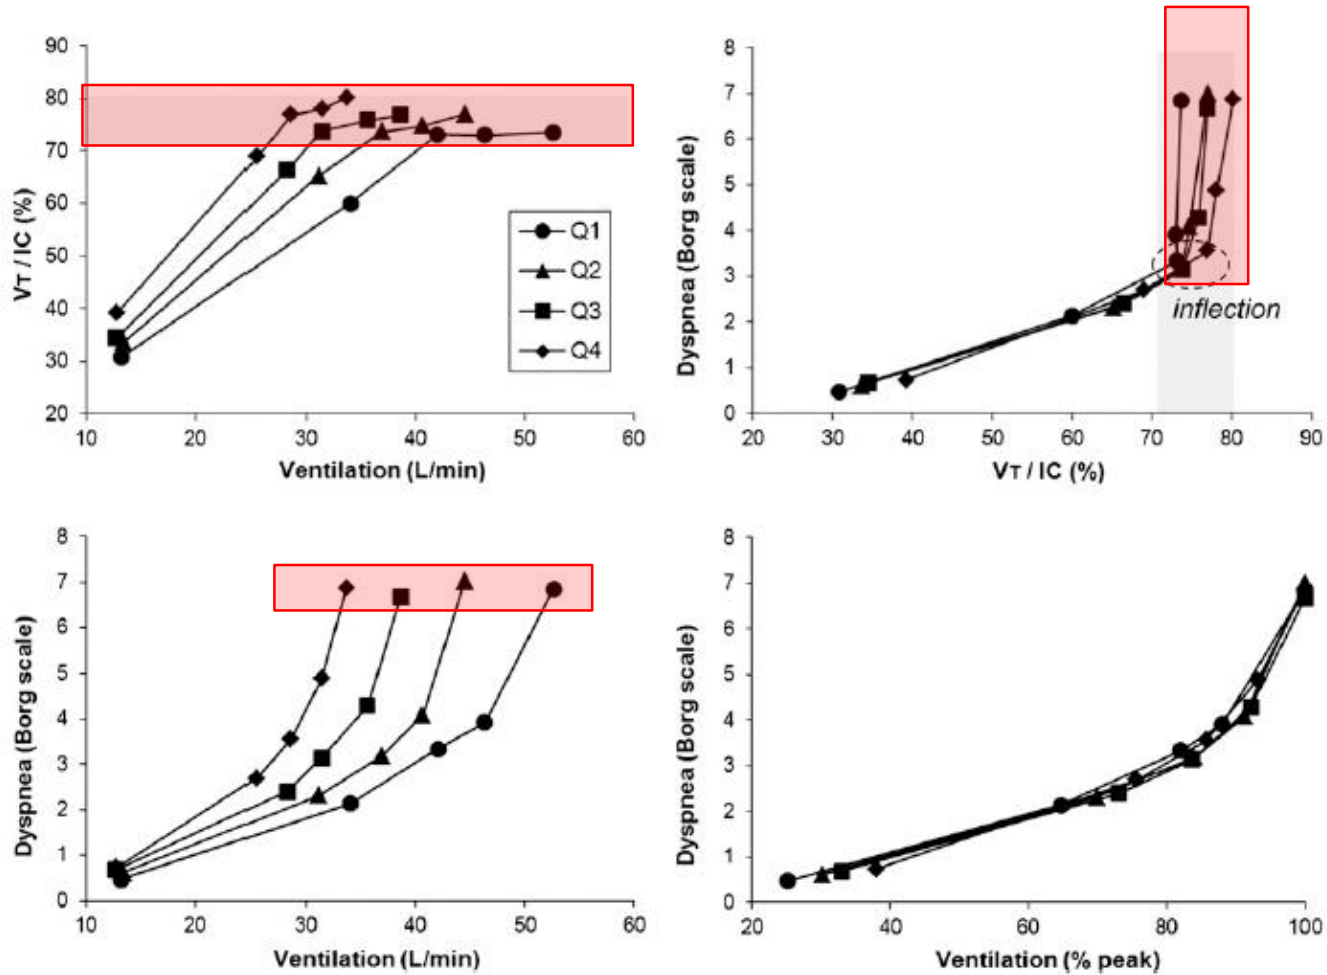 90
80
70
60
50
40
30
20
VT / IC (%)
10 20 30 40 50 60
Ventilation (L/min)
Q1
Q2
Q3
Q4
8
7
6
5
4
3
2
1
0
Dyspnea (Borg scale)
inflection
20 30 40 50 60 70 80 90
VT / IC (%)
8
7
6
5
4
3
2
1
0
Dyspnea (Borg scale)
10 20 30 40 50 60
Ventilation (L/min)
8
7
6
5
4
3
2
1
0
Dyspnea (Borg scale)
20 40 60 80 100
Ventilation (% peak)